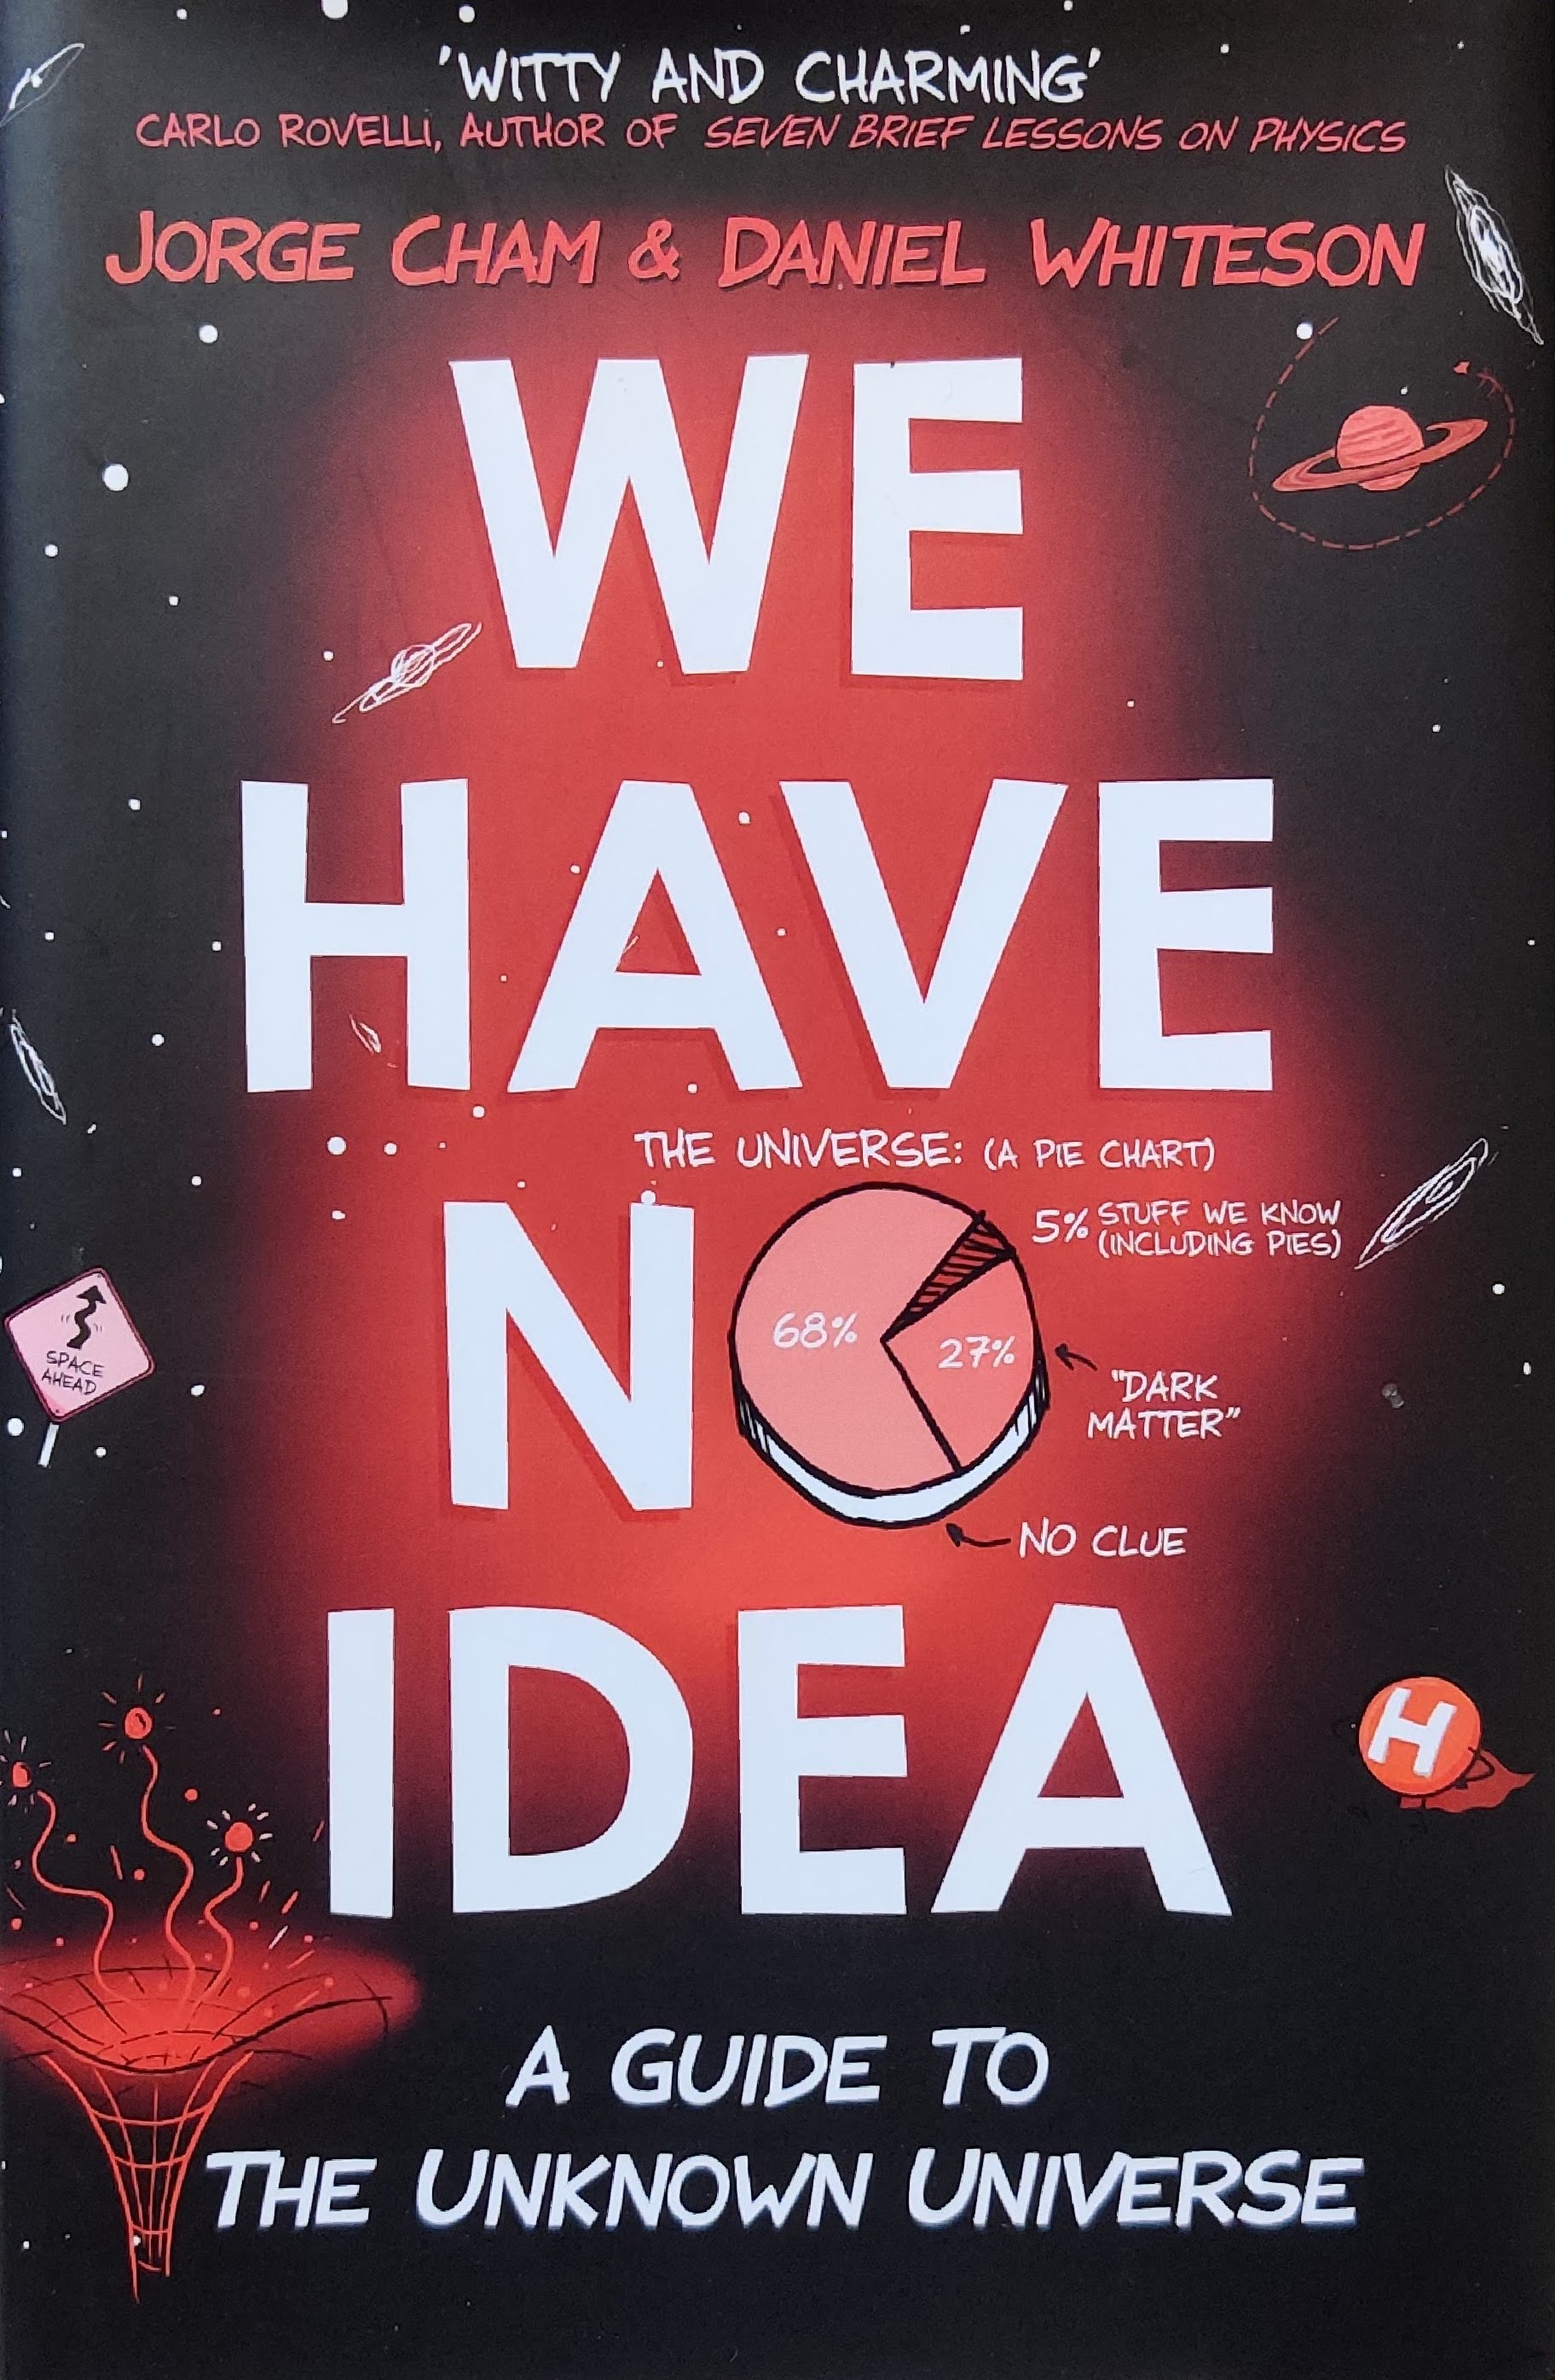 'WITTY AND CHARMING'
CARLO ROVELLI, AUTHOR OF SEVEN BRIEF LESSONS ON PHYSICS
JORGE CHAM & DANIEL WHITESON
WE
HAVE
THE UNIVERSE: (A PIE CHART)
NO
5% STUFF WE KNOW
(INCLUDING PIES)
68%
27%
"DARK
MATTER"
NO CLUE
SPACE
AHEAD
IDEA
H
A GUIDE TO
THE UNKNOWN UNIVERSE